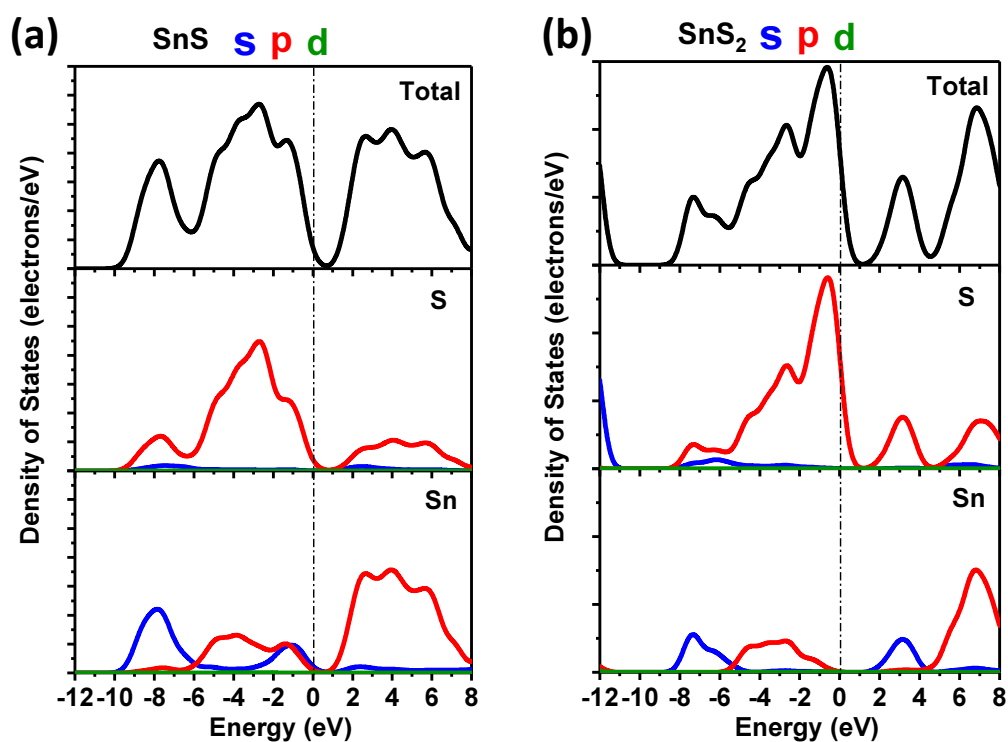 (a) SnS s p d
Total
S
Sn
Density of States (electrons/eV)
-12 -10 -8 -6 -4 -2 0 2 4 6 8
Energy (eV)
(b) SnS₂ s p d
Total
S
Sn
Density of States (electrons/eV)
-12 -10 -8 -6 -4 -2 0 2 4 6 8
Energy (eV)